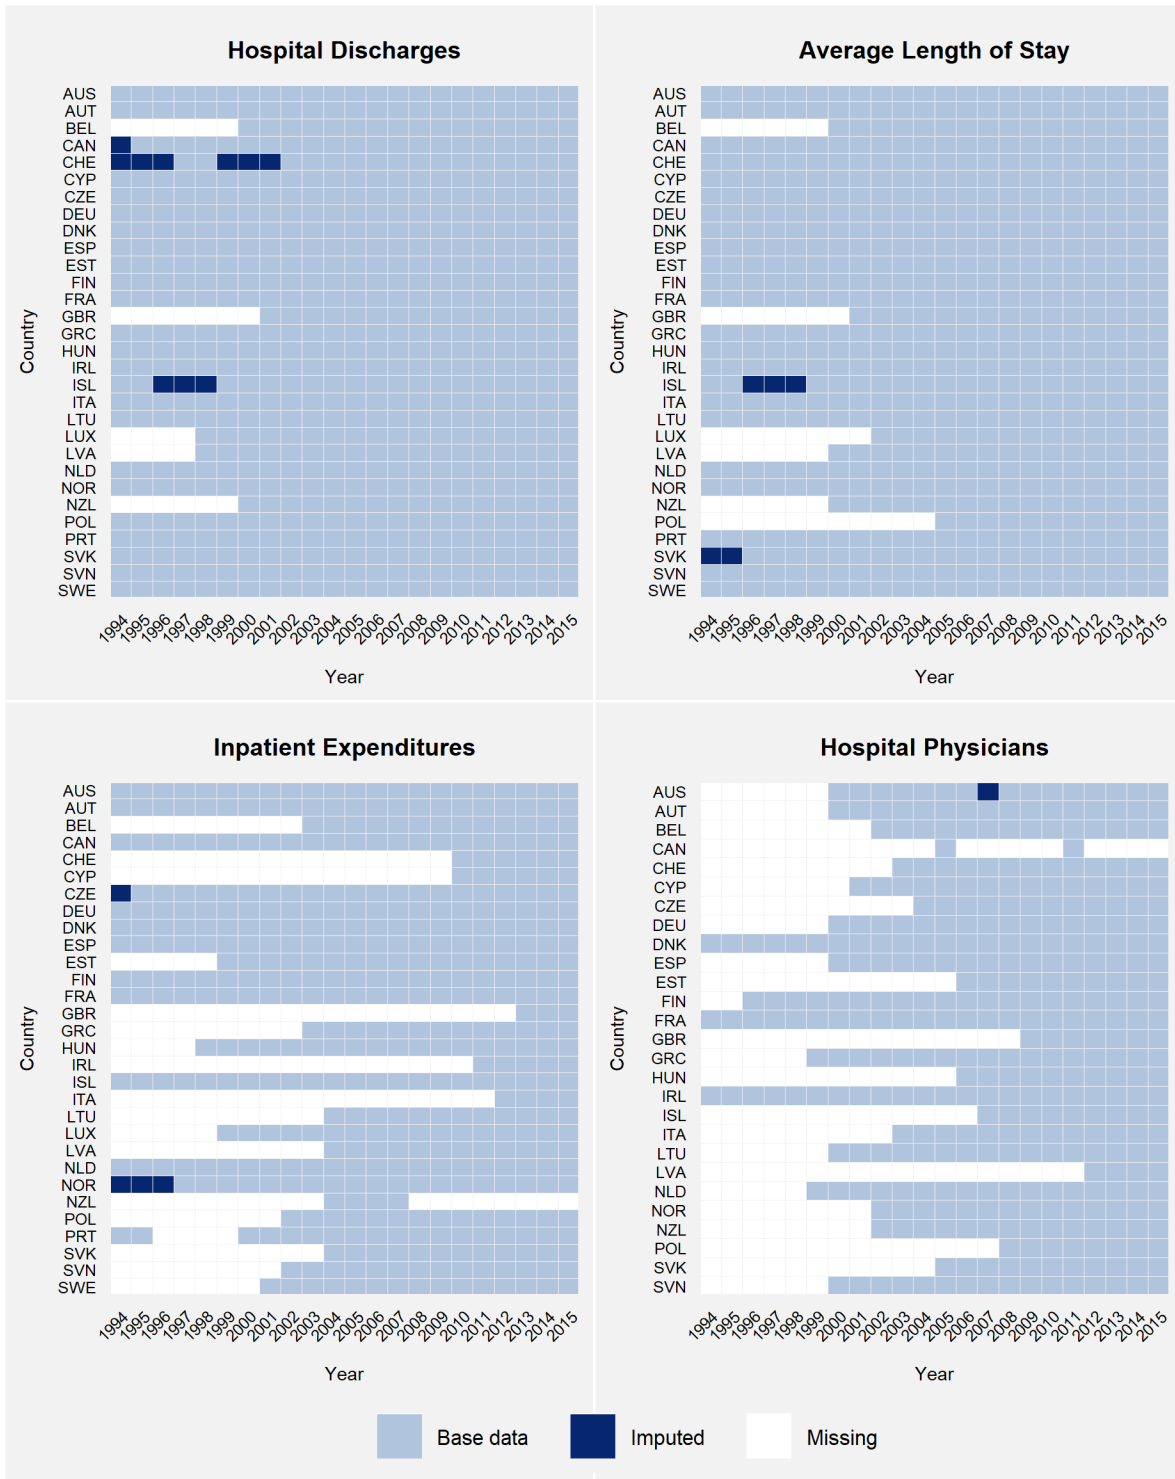 Hospital Discharges
Country
AUS
AUT
BEL
CAN
CHE
CYP
CZE
DEU
DNK
ESP
EST
FIN
FRA
GBR
GRC
HUN
IRL
ISL
ITA
LTU
LUX
LVA
NLD
NOR
NZL
POL
PRT
SVK
SVN
SWE
1994 1995 1996 1997 1998 1999 2000 2001 2002 2003 2004 2005 2006 2007 2008 2009 2010 2011 2012 2013 2014 2015
Year
Average Length of Stay
Country
AUS
AUT
BEL
CAN
CHE
CYP
CZE
DEU
DNK
ESP
EST
FIN
FRA
GBR
GRC
HUN
IRL
ISL
ITA
LTU
LUX
LVA
NLD
NOR
NZL
POL
PRT
SVK
SVN
SWE
1994 1995 1996 1997 1998 1999 2000 2001 2002 2003 2004 2005 2006 2007 2008 2009 2010 2011 2012 2013 2014 2015
Year
Inpatient Expenditures
Country
AUS
AUT
BEL
CAN
CHE
CYP
CZE
DEU
DNK
ESP
EST
FIN
FRA
GBR
GRC
HUN
IRL
ISL
ITA
LTU
LUX
LVA
NLD
NOR
NZL
POL
PRT
SVK
SVN
SWE
1994 1995 1996 1997 1998 1999 2000 2001 2002 2003 2004 2005 2006 2007 2008 2009 2010 2011 2012 2013 2014 2015
Year
Hospital Physicians
Country
AUS
AUT
BEL
CAN
CHE
CYP
CZE
DEU
DNK
ESP
EST
FIN
FRA
GBR
GRC
HUN
IRL
ISL
ITA
LTU
LVA
NLD
NOR
NZL
POL
SVK
SVN
1994 1995 1996 1997 1998 1999 2000 2001 2002 2003 2004 2005 2006 2007 2008 2009 2010 2011 2012 2013 2014 2015
Year
Base data Imputed Missing